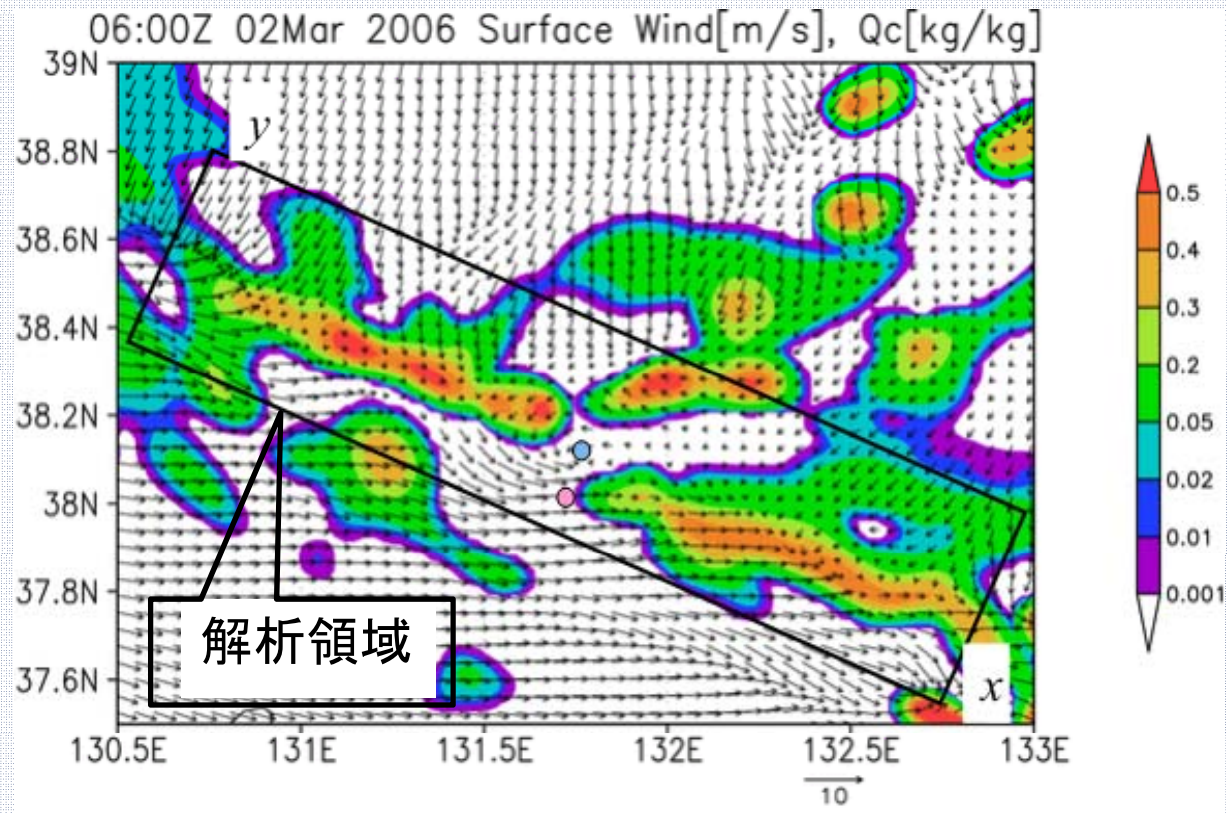 06:00Z 02Mar 2006 Surface Wind[m/s], Qc[kg/kg]
39N
38.8N
38.6N
38.4N
38.2N
38N
37.8N
37.6N
y
解析領域
x
130.5E 131E 131.5E 132E 132.5E 133E
10
0.5
0.4
0.3
0.2
0.05
0.02
0.01
0.001